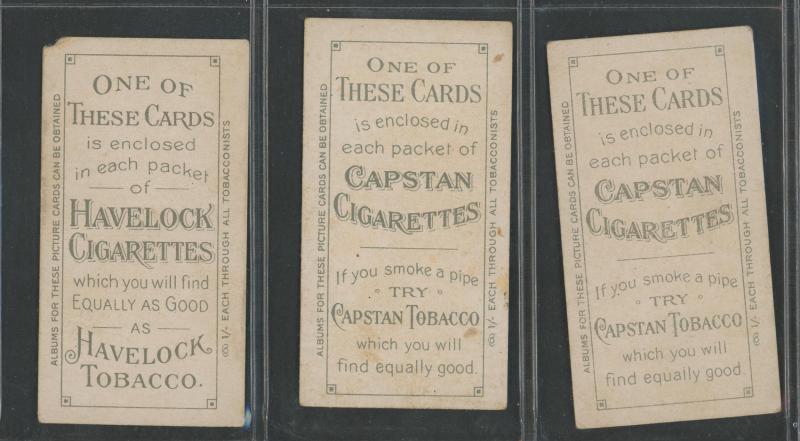 ALBUMS FOR THESE PICTURE CARDS CAN BE OBTAINED
ONE OF
THESE CARDS
is enclosed
in each packet
of
HAVELOCK
CIGARETTES
which you will find
EQUALLY AS GOOD
AS
HAVELOCK
TOBACCO.
@ 1/- EACH THROUGH ALL TOBACCONISTS
ALBUMS FOR THESE PICTURE CARDS CAN BE OBTAINED
ONE OF
THESE CARDS
is enclosed in
each packet of
CAPSTAN
CIGARETTES
If you smoke a pipe
TRY
CAPSTAN TOBACCO
which you will
find equally good.
@ 1/- EACH THROUGH ALL TOBACCONISTS
ALBUMS FOR THESE PICTURE CARDS CAN BE OBTAINED
ONE OF
THESE CARDS
is enclosed in
each packet of
CAPSTAN
CIGARETTES
If you smoke a pipe
TRY
CAPSTAN TOBACCO
which you will
find equally good.
@ 1/- EACH THROUGH ALL TOBACCONISTS